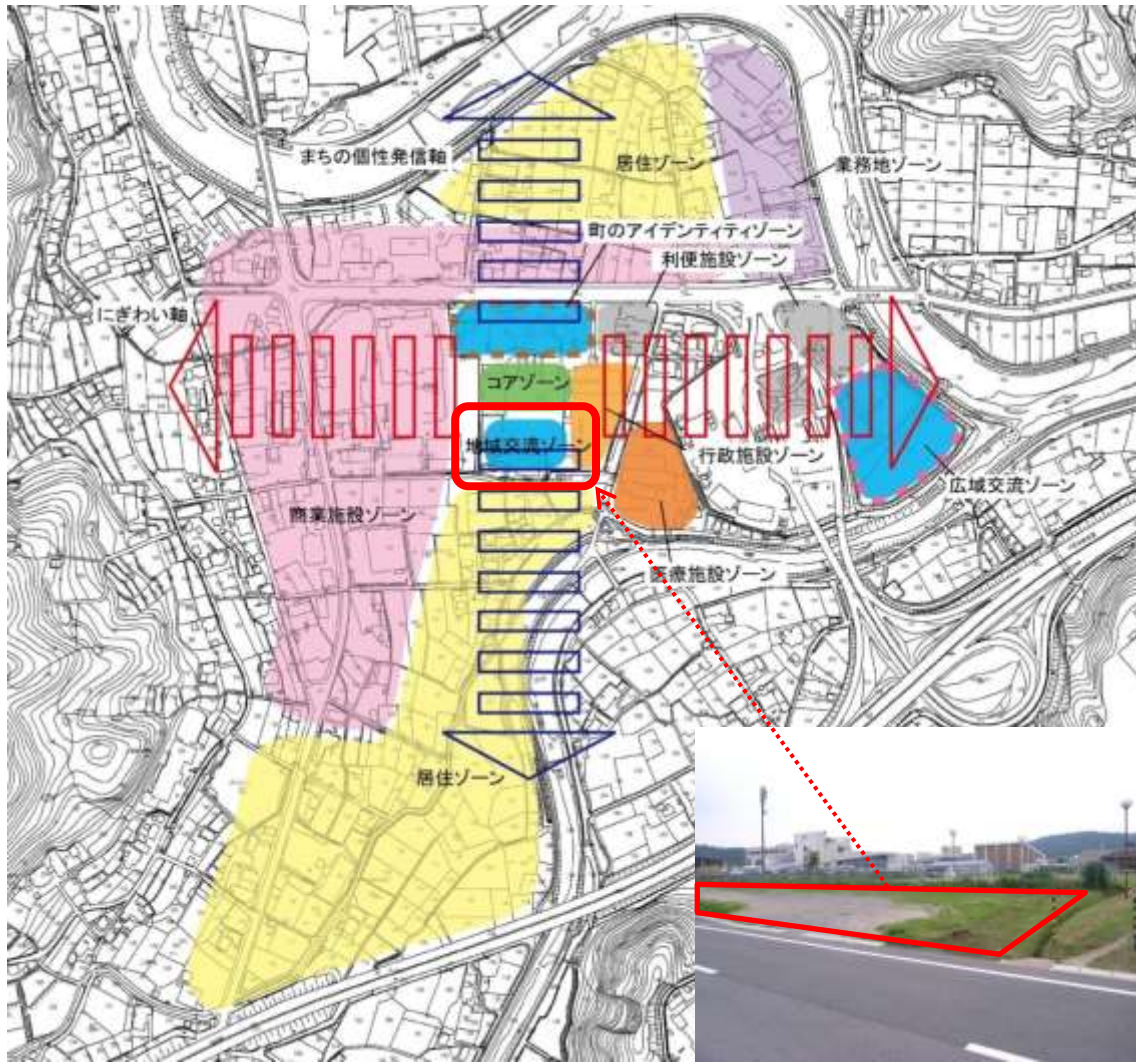 まちの個性発信軸
居住ゾーン
業務地ゾーン
町のアイデンティティゾーン
利便施設ゾーン
にぎわい軸
コアゾーン
地域交流ゾーン
行政施設ゾーン
広域交流ゾーン
商業施設ゾーン
医療施設ゾーン
居住ゾーン